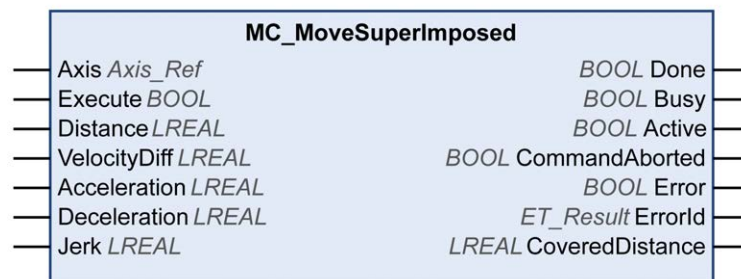 MC_MoveSuperImposed
Axis Axis_Ref BOOL Done
Execute BOOL BOOL Busy
Distance LREAL BOOL Active
VelocityDiff LREAL BOOL CommandAborted
Acceleration LREAL BOOL Error
Deceleration LREAL ET_Result ErrorId
Jerk LREAL LREAL CoveredDistance